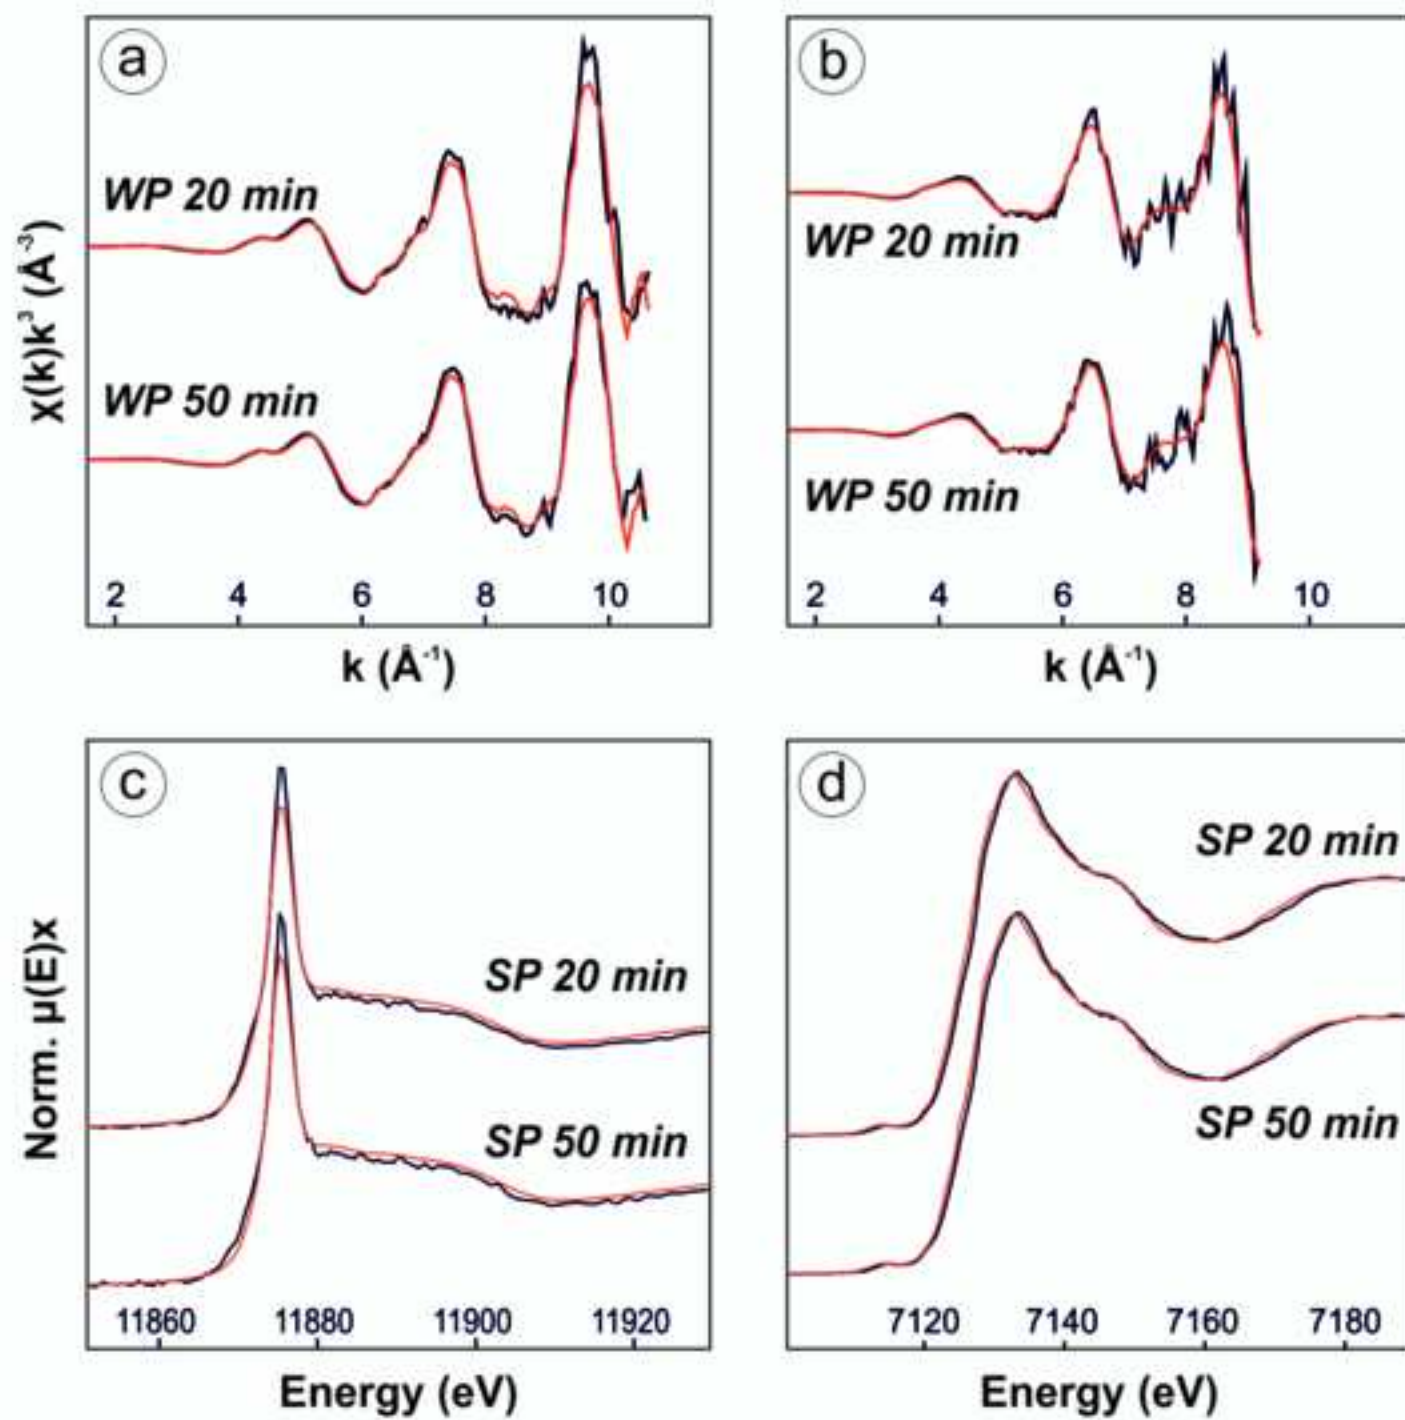 a
b
WP 20 min
WP 20 min
χ(k)k³ (Å⁻³)
WP 50 min
WP 50 min
2 4 6 8 10
2 4 6 8 10
k (Å⁻¹)
k (Å⁻¹)
c
d
SP 20 min
SP 20 min
Norm. μ(E)x
SP 50 min
SP 50 min
11860 11880 11900 11920
7120 7140 7160 7180
Energy (eV)
Energy (eV)